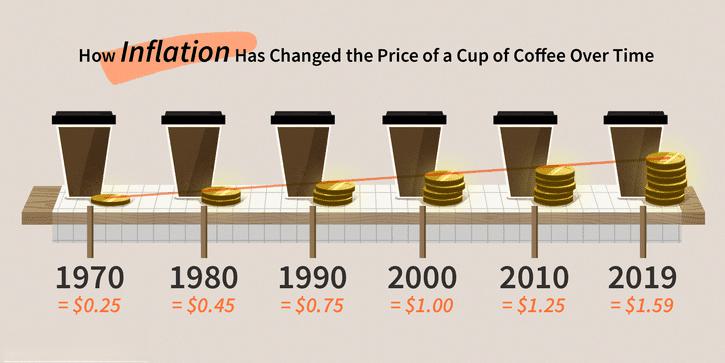 How Inflation Has Changed the Price of a Cup of Coffee Over Time
1970 1980 1990 2000 2010 2019
= $0.25 = $0.45 = $0.75 = $1.00 = $1.25 = $1.59